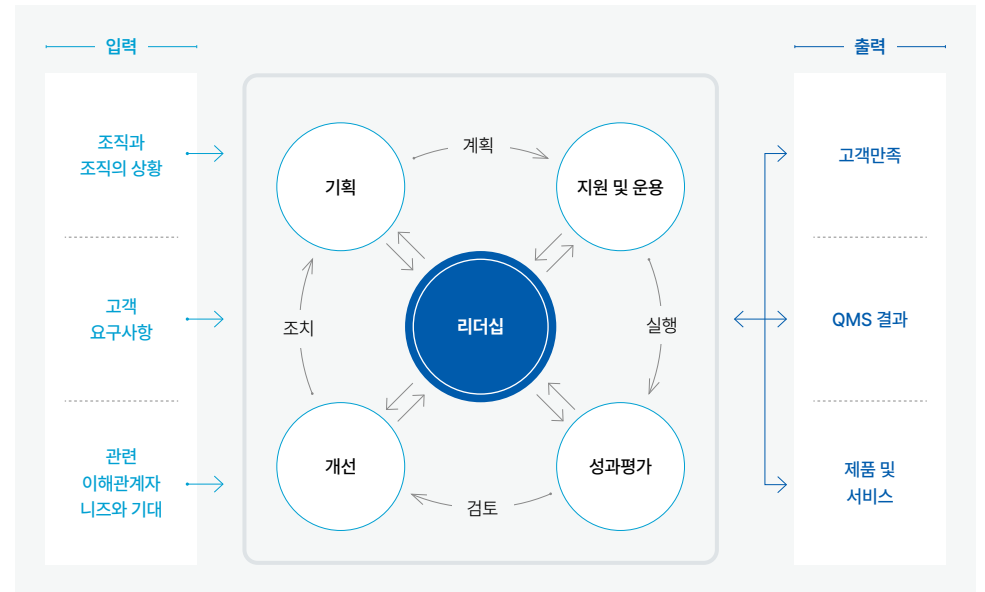 입력
조직과
조직의 상황
고객
요구사항
관련
이해관계자
니즈와 기대
계획
기획
지원 및 운용
리더십
조치
실행
개선
성과평가
검토
출력
고객만족
QMS 결과
제품 및
서비스